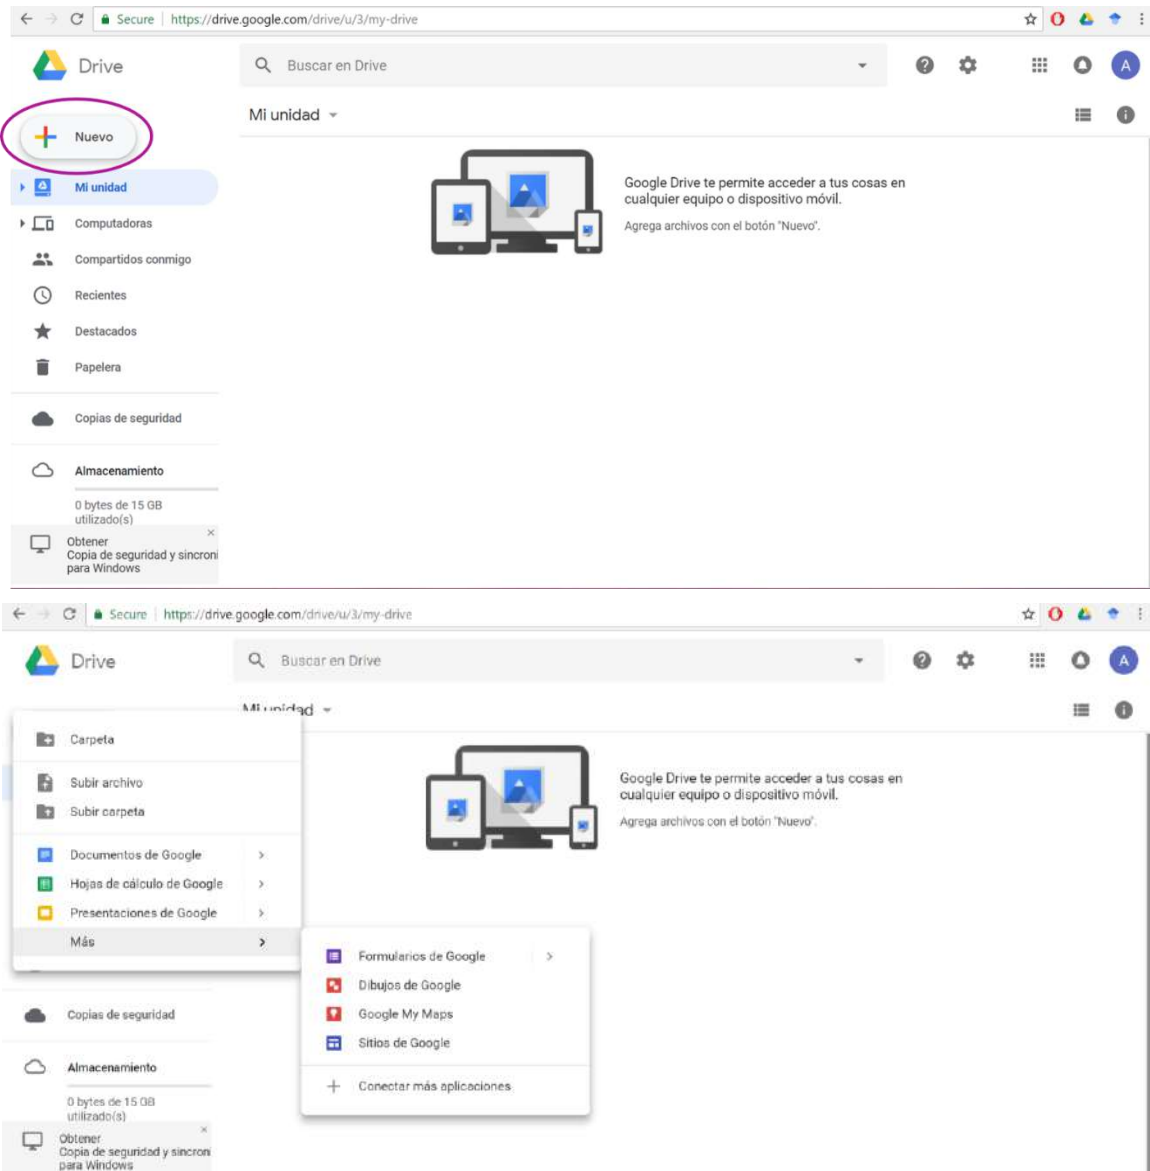 Secure | https://drive.google.com/drive/u/3/my-drive
Drive
Buscar en Drive
A
Mi unidad
Nuevo
Mi unidad
Computadoras
Compartidos conmigo
Recientes
Destacados
Papelera
Copias de seguridad
Almacenamiento
0 bytes de 15 GB
utilizado(s)
Obtener
Copia de seguridad y sincroni
para Windows
Google Drive te permite acceder a tus cosas en
cualquier equipo o dispositivo móvil.
Agrega archivos con el botón "Nuevo".
Secure | https://drive.google.com/drive/u/3/my-drive
Drive
Buscar en Drive
A
Mi unidad
Carpeta
Subir archivo
Subir carpeta
Documentos de Google
Hojas de cálculo de Google
Presentaciones de Google
Más
Formularios de Google
Dibujos de Google
Google My Maps
Sitios de Google
Conectar más aplicaciones
Google Drive te permite acceder a tus cosas en
cualquier equipo o dispositivo móvil.
Agrega archivos con el botón "Nuevo".
Copias de seguridad
Almacenamiento
0 bytes de 15 GB
utilizado(s)
Obtener
Copia de seguridad y sincroni
para Windows